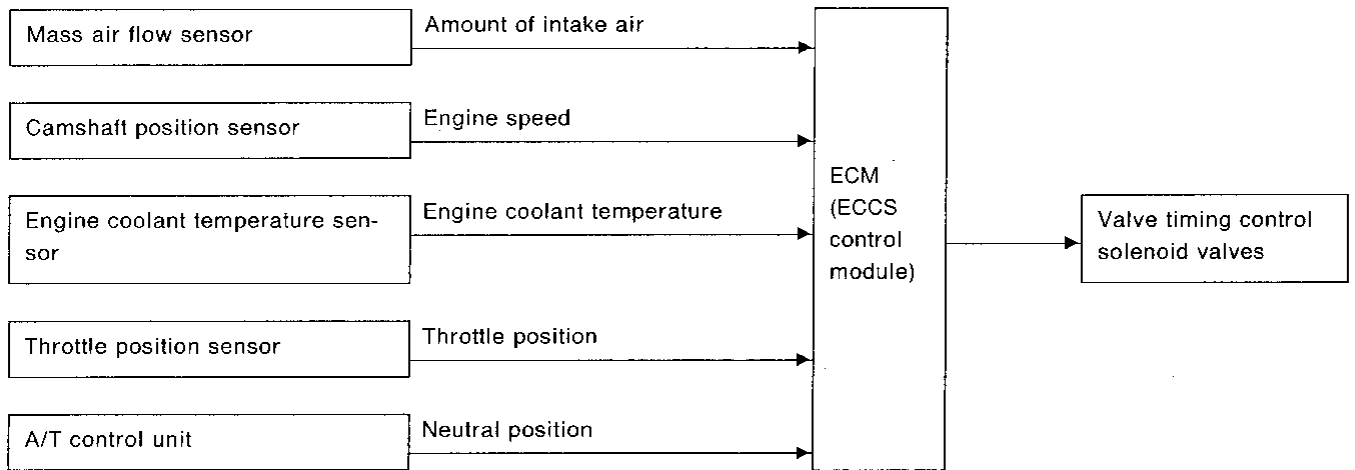 Mass air flow sensor
Amount of intake air
Camshaft position sensor
Engine speed
Engine coolant temperature sen-
sor
Engine coolant temperature
Throttle position sensor
Throttle position
A/T control unit
Neutral position
ECM
(ECCS
control
module)
Valve timing control
solenoid valves